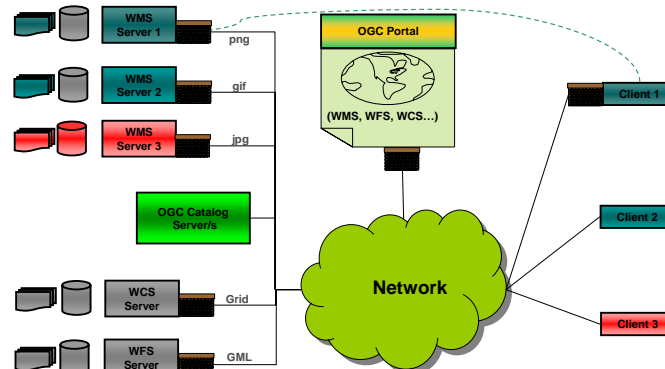 WMS
Server 1
png
WMS
Server 2
gif
WMS
Server 3
jpg
OGC Catalog
Server/s
WCS
Server
Grid
WFS
Server
GML
OGC Portal
(WMS, WFS, WCS...)
Network
Client 1
Client 2
Client 3